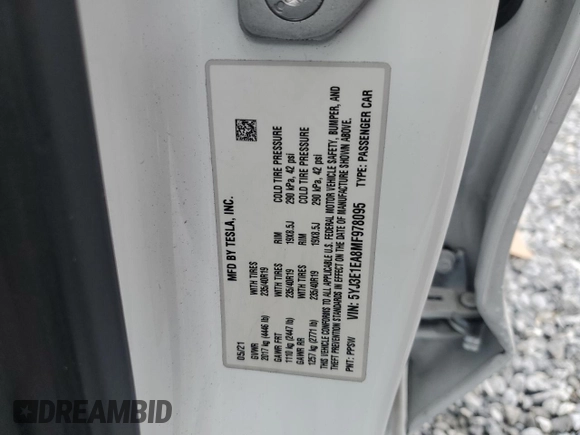 MFD BY TESLA, INC.
05/21
GVWR WITH TIRES RIM COLD TIRE PRESSURE
2017 kg (4446 lb) 235/40R19 19X8.5J 290 kPa, 42 psi
GAWR FRT WITH TIRES RIM COLD TIRE PRESSURE
1110 kg (2447 lb) 235/40R19 19X8.5J 290 kPa, 42 psi
GAWR RR
1257 kg (2771 lb) 235/40R19
THIS VEHICLE CONFORMS TO ALL APPLICABLE U.S. FEDERAL MOTOR VEHICLE SAFETY, BUMPER, AND
THEFT PREVENTION STANDARDS IN EFFECT ON THE DATE OF MANUFACTURE SHOWN ABOVE.
VIN: 5YJ3E1EA8MF978095 TYPE: PASSENGER CAR
PNT: PPSW
DREAMBID